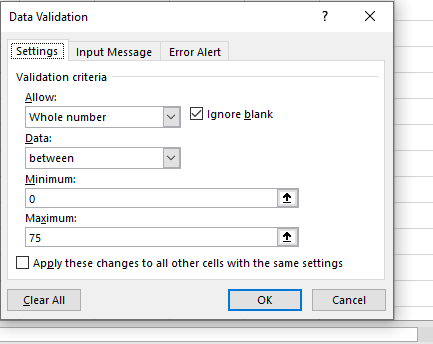 Data Validation ? ×
Settings Input Message Error Alert
Validation criteria
Allow:
Whole number Ignore blank
Data:
between
Minimum:
0
Maximum:
75
Apply these changes to all other cells with the same settings
Clear All OK Cancel